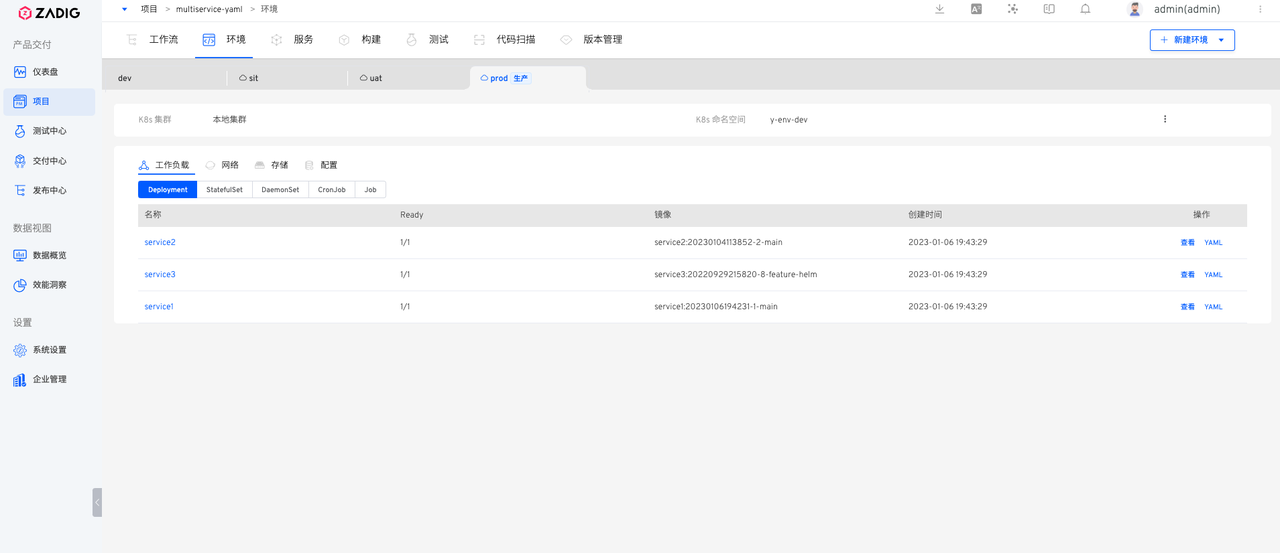 ZADIG
项目 > multiservice-yaml > 环境
admin(admin)
工作流 环境 服务 构建 测试 代码扫描 版本管理
+ 新建环境
产品交付
仪表盘
项目
测试中心
交付中心
发布中心
数据视图
数据概览
效能洞察
设置
系统设置
企业管理
dev sit uat prod 生产
K8s 集群 本地集群 K8s 命名空间 y-env-dev
工作负载 网络 存储 配置
Deployment StatefulSet DaemonSet CronJob Job
名称 Ready 镜像 创建时间 操作
service2 1/1 service2:20230104113852-2-main 2023-01-06 19:43:29 查看 YAML
service3 1/1 service3:20220929215820-8-feature-helm 2023-01-06 19:43:29 查看 YAML
service1 1/1 service1:20230106194231-1-main 2023-01-06 19:43:29 查看 YAML